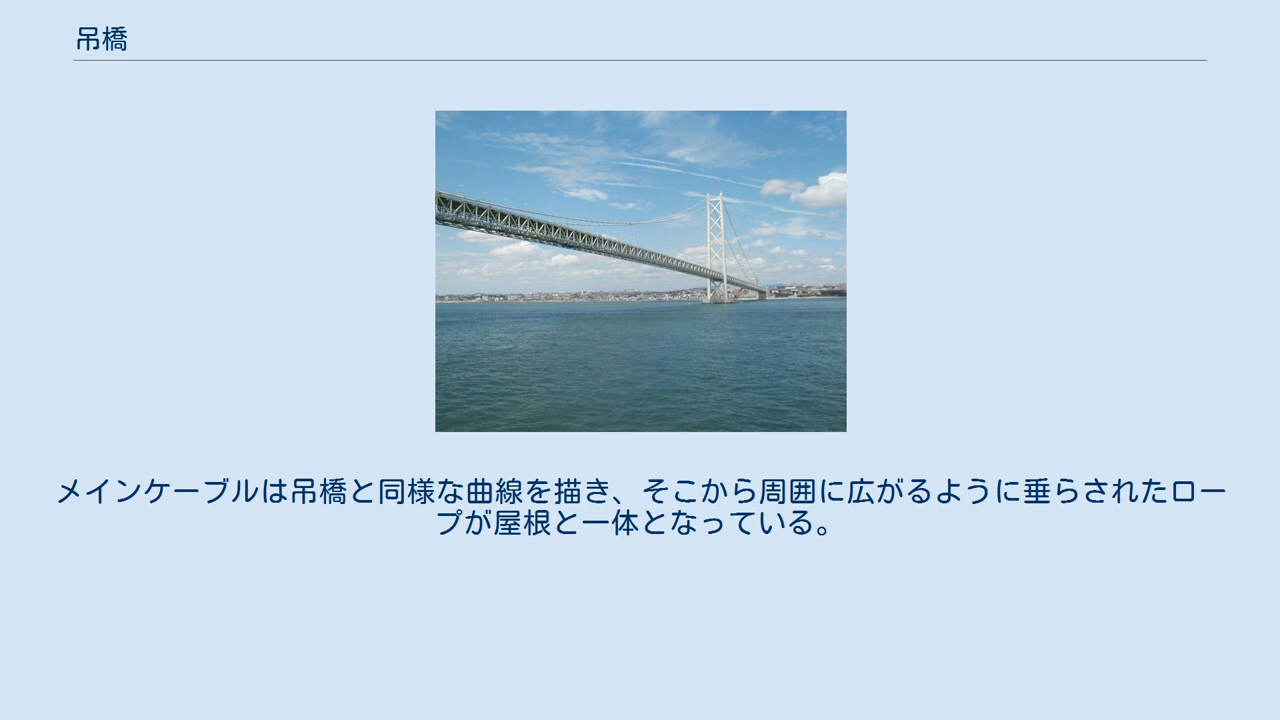 吊橋
メインケーブルは吊橋と同様な曲線を描き、そこから周囲に広がるように垂らされたロー
プが屋根と一体となっている。